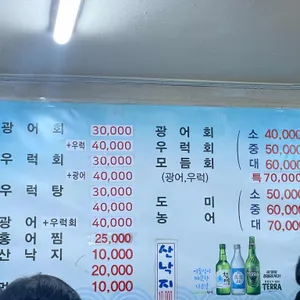 광 어 회 30,000
+우럭 40,000
우 럭 회 30,000
+광어 40,000
우 럭 탕 30,000
40,000
광 어 +우럭회 40,000
홍 어 찜 25,000
산 낙 지 10,000
20,000
10,000
광 어 회
우 럭 회
모 듬 회
(광어,우럭)
소 40,000
중 50,000
대 60,000
특 70,000
도 미
농 어
소 50,000
중 60,000
대 70,000
산낙지
TERRA